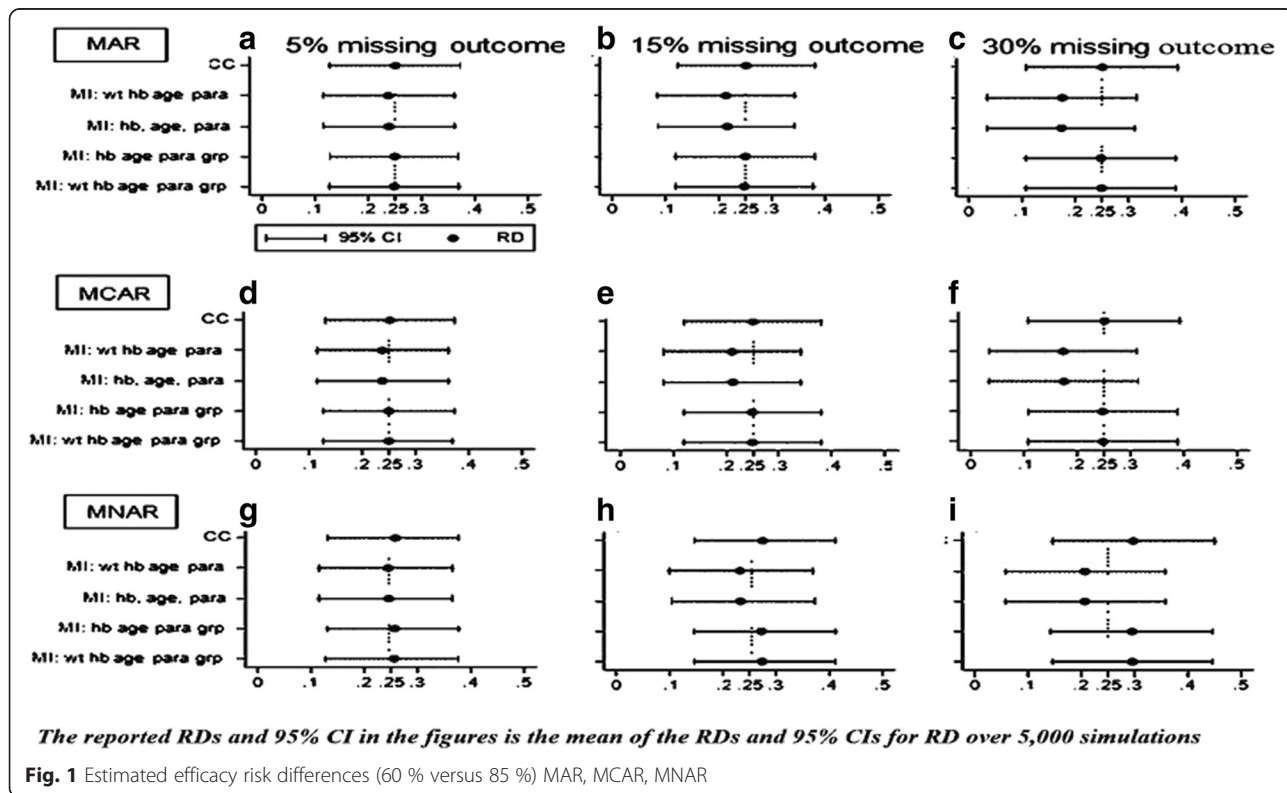 MAR
a 5% missing outcome
b 15% missing outcome
c 30% missing outcome
CC
MI: wt hb age para
MI: hb, age, para
MI: hb age para grp
MI: wt hb age para grp
0 .1 .2 .25 .3 .4 .5
0 .1 .2 .25 .3 .4 .5
0 .1 .2 .25 .3 .4 .5
95% CI RD
MCAR
d
e
f
CC
MI: wt hb age para
MI: hb, age, para
MI: hb age para grp
MI: wt hb age para grp
0 .1 .2 .25 .3 .4 .5
0 .1 .2 .25 .3 .4 .5
0 .1 .2 .25 .3 .4 .5
MNAR
g
h
i
CC
MI: wt hb age para
MI: hb, age, para
MI: hb age para grp
MI: wt hb age para grp
0 .1 .2 .25 .3 .4 .5
0 .1 .2 .25 .3 .4 .5
0 .1 .2 .25 .3 .4 .5
The reported RDs and 95% CI in the figures is the mean of the RDs and 95% CIs for RD over 5,000 simulations
Fig. 1 Estimated efficacy risk differences (60 % versus 85 %) MAR, MCAR, MNAR